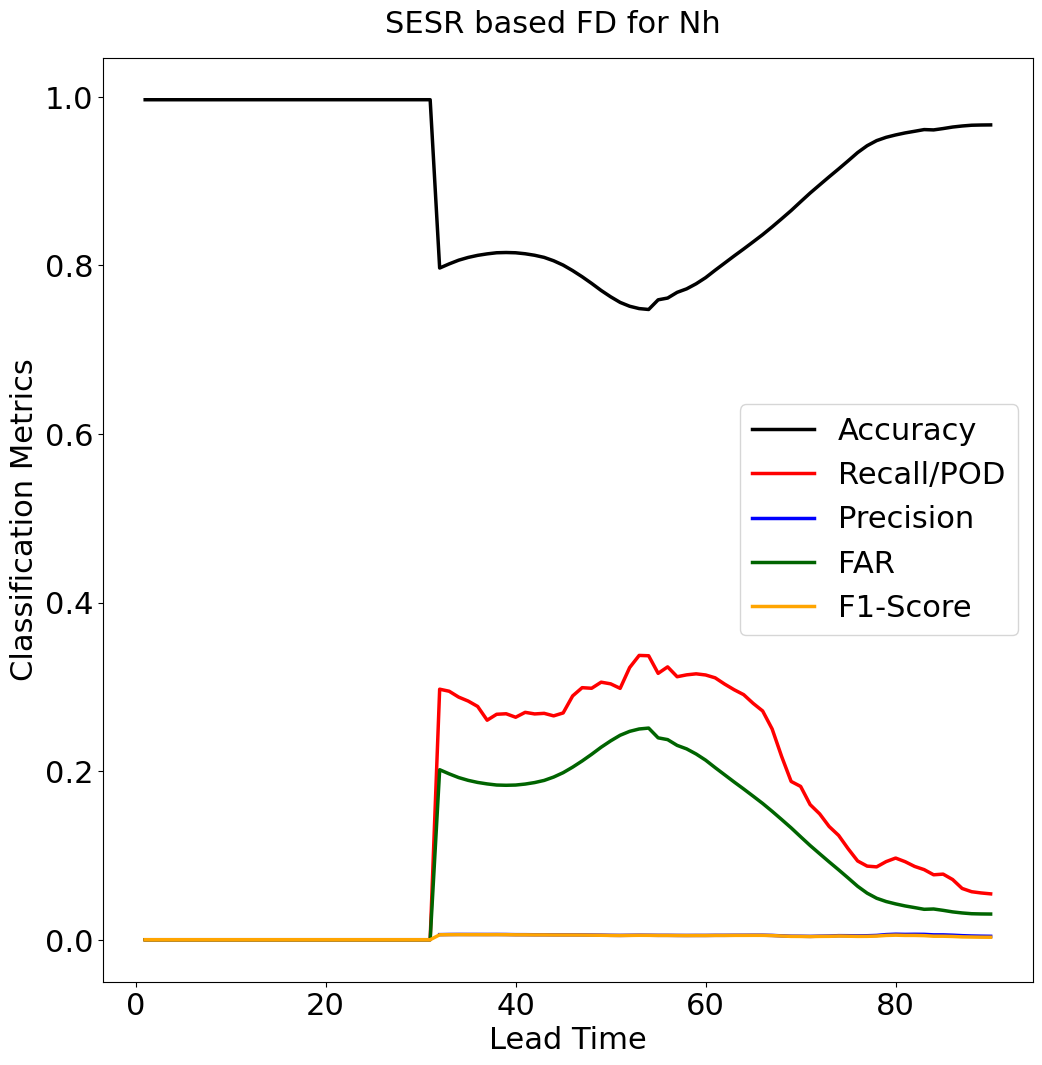 SESR based FD for Nh
Classification Metrics
1.0
0.8
0.6
0.4
0.2
0.0
Accuracy
Recall/POD
Precision
FAR
F1-Score
0 20 40 60 80
Lead Time